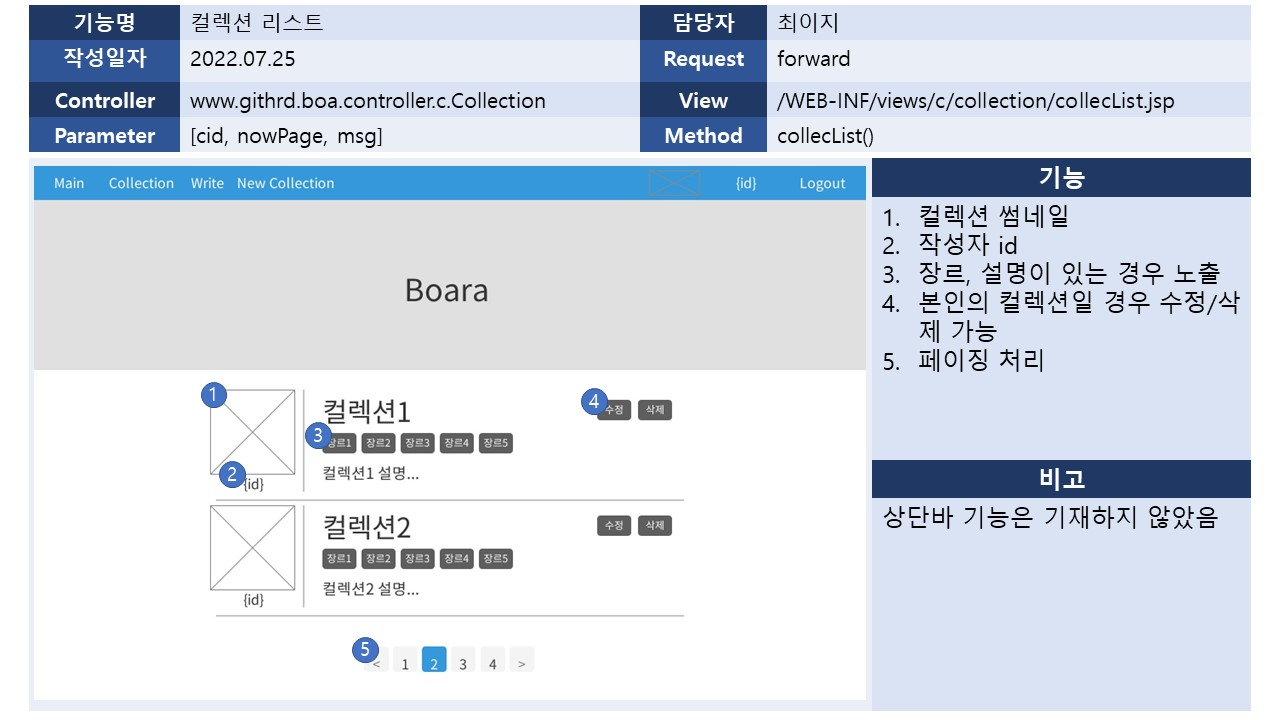 기능명 컬렉션 리스트 담당자 최이지
작성일자 2022.07.25 Request forward
Controller www.githrd.boa.controller.c.Collection View /WEB-INF/views/c/collection/collecList.jsp
Parameter [cid, nowPage, msg] Method collecList()
Main Collection Write New Collection {id} Logout
Boara
1
컬렉션1
4 수정 삭제
3 장르1 장르2 장르3 장르4 장르5
컬렉션1 설명...
2 {id}
컬렉션2
수정 삭제
장르1 장르2 장르3 장르4 장르5
컬렉션2 설명...
{id}
5 < 1 2 3 4 >
기능
1. 컬렉션 썸네일
2. 작성자 id
3. 장르, 설명이 있는 경우 노출
4. 본인의 컬렉션일 경우 수정/삭
제 가능
5. 페이징 처리
비고
상단바 기능은 기재하지 않았음